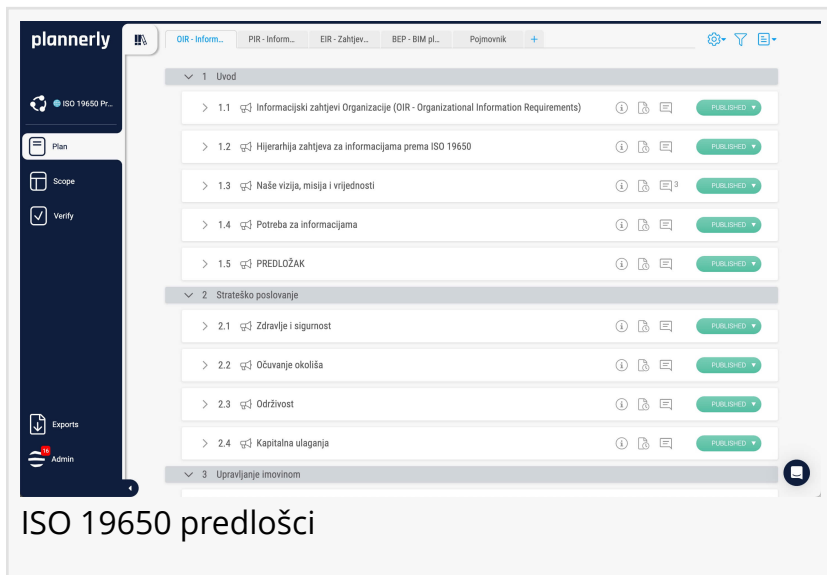 plannerly
OIR - Inform...
PIR - Inform...
EIR - Zahtjev...
BEP - BIM pl...
Pojmovnik
+
ISO 19650 Pr...
Plan
Scope
Verify
Exports
16
Admin
1 Uvod
1.1 Informacijski zahtjevi Organizacije (OIR - Organizational Information Requirements) PUBLISHED
1.2 Hijerarhija zahtjeva za informacijama prema ISO 19650 PUBLISHED
1.3 Naše vizija, misija i vrijednosti 3 PUBLISHED
1.4 Potreba za informacijama PUBLISHED
1.5 PREDLOŽAK PUBLISHED
2 Strateško poslovanje
2.1 Zdravlje i sigurnost PUBLISHED
2.2 Očuvanje okoliša PUBLISHED
2.3 Održivost PUBLISHED
2.4 Kapitalna ulaganja PUBLISHED
3 Upravljanje imovinom
ISO 19650 predlošci